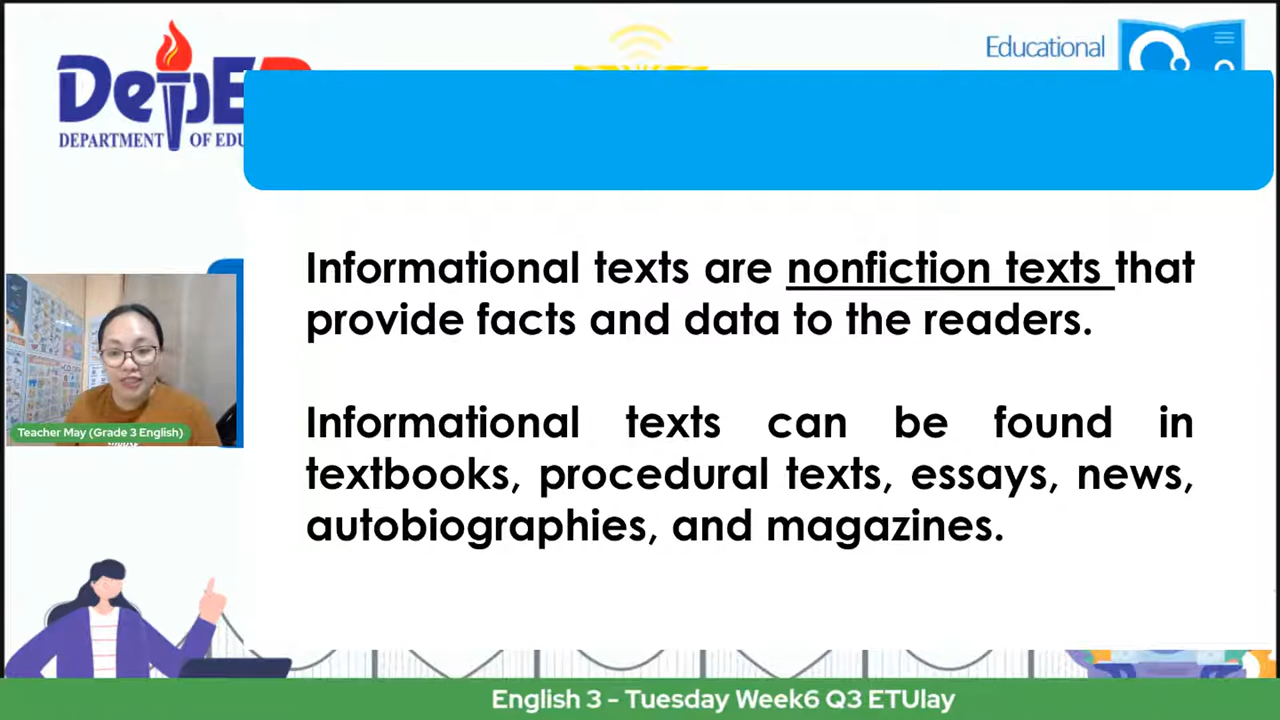 DepED
DEPARTMENT OF EDU
Educational
Informational texts are nonfiction texts that
provide facts and data to the readers.
Informational texts can be found in
textbooks, procedural texts, essays, news,
autobiographies, and magazines.
Teacher May (Grade 3 English)
English 3 - Tuesday Week6 Q3 ETUlay